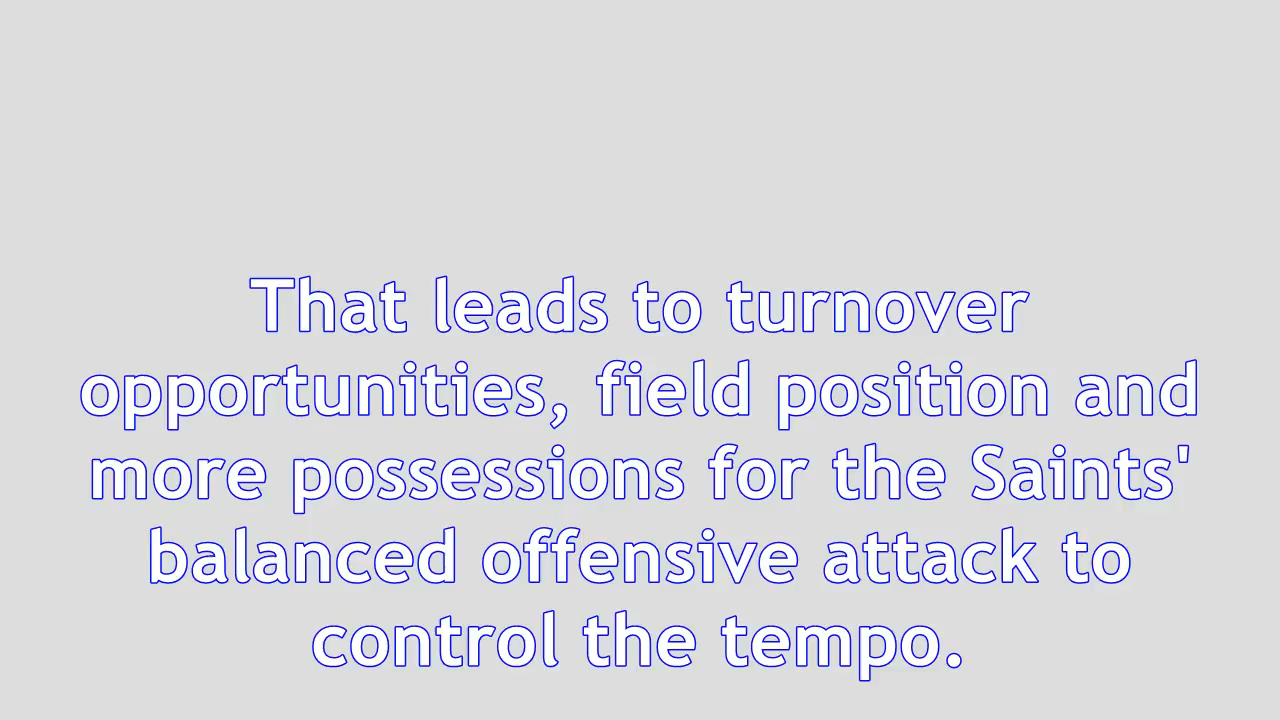 That leads to turnover
opportunities, field position and
more possessions for the Saints'
balanced offensive attack to
control the tempo.